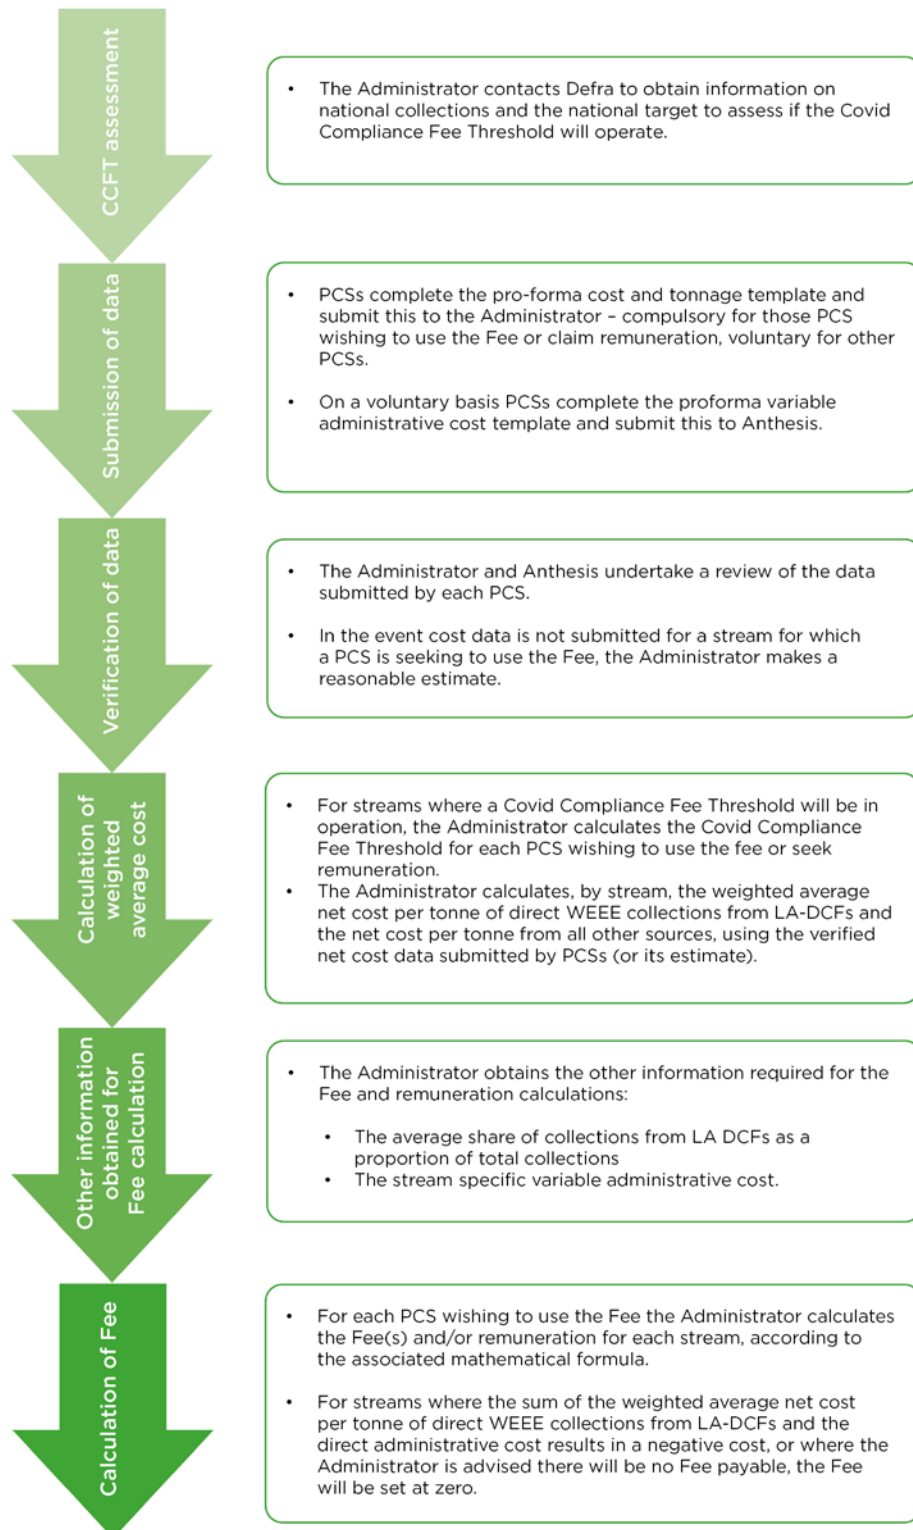 CCFT assessment
• The Administrator contacts Defra to obtain information on
national collections and the national target to assess if the Covid
Compliance Fee Threshold will operate.
Submission of data
• PCSs complete the pro-forma cost and tonnage template and
submit this to the Administrator – compulsory for those PCS
wishing to use the Fee or claim remuneration, voluntary for other
PCSs.
• On a voluntary basis PCSs complete the proforma variable
administrative cost template and submit this to Anthesis.
Verification of data
• The Administrator and Anthesis undertake a review of the data
submitted by each PCS.
• In the event cost data is not submitted for a stream for which
a PCS is seeking to use the Fee, the Administrator makes a
reasonable estimate.
Calculation of
weighted
average cost
• For streams where a Covid Compliance Fee Threshold will be in
operation, the Administrator calculates the Covid Compliance
Fee Threshold for each PCS wishing to use the fee or seek
remuneration.
• The Administrator calculates, by stream, the weighted average
net cost per tonne of direct WEEE collections from LA-DCFs and
the net cost per tonne from all other sources, using the verified
net cost data submitted by PCSs (or its estimate).
Other information
obtained for
Fee calculation
• The Administrator obtains the other information required for the
Fee and remuneration calculations:
• The average share of collections from LA DCFs as a
proportion of total collections
• The stream specific variable administrative cost.
Calculation of Fee
• For each PCS wishing to use the Fee the Administrator calculates
the Fee(s) and/or remuneration for each stream, according to
the associated mathematical formula.
• For streams where the sum of the weighted average net cost
per tonne of direct WEEE collections from LA-DCFs and the
direct administrative cost results in a negative cost, or where the
Administrator is advised there will be no Fee payable, the Fee
will be set at zero.